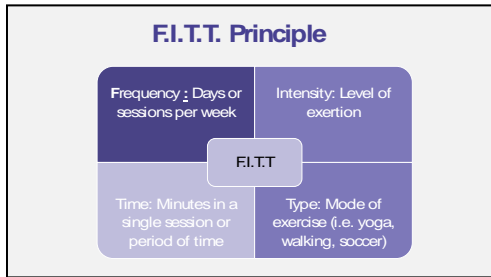 F.I.T.T. Principle
Frequency : Days or
sessions per week
Intensity: Level of
exertion
F.I.T.T
Time: Minutes in a
single session or
period of time
Type: Mode of
exercise (i.e. yoga,
walking, soccer)